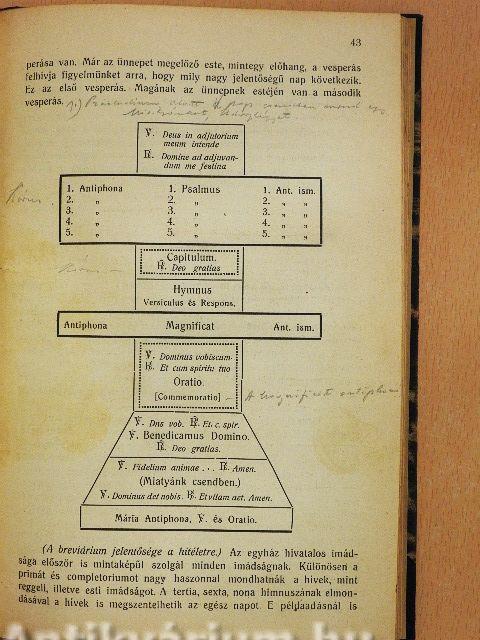 43
perása van. Már az ünnepet megelőző este, mintegy előhang, a vesperás
felhívja figyelmünket arra, hogy mily nagy jelentőségű nap következik.
Ez az első vesperás. Magának az ünnepnek estéjén van a második
vesperás.
℣. Deus in adjutorium
meum intende
℟. Domine ad adjuvan-
dum me festina
1. Antiphona 1. Psalmus 1. Ant. ism.
2. „ 2. „ 2. „ „
3. „ 3. „ 3. „ „
4. „ 4. „ 4. „ „
5. „ 5. „ 5. „ „
Capitulum.
℟. Deo gratias
Hymnus
Versiculus és Respons.
Antiphona Magnificat Ant. ism.
℣. Dominus vobiscum
℟. Et cum spiritu tuo
Oratio.
[Commemoratio]
A magnificat antiphona
℣. Dns vob. ℟. Et. c. spir.
℣. Benedicamus Domino.
℟. Deo gratias.
℣. Fidelium animae . . . ℟. Amen.
(Miatyánk csendben.)
℣. Dominus det nobis. ℟. Et vitam aet. Amen.
Mária Antiphona, ℣. és Oratio.
(A breviárium jelentősége a hitéletre.) Az egyház hivatalos imád-
sága először is mintaképül szolgál minden imádságnak. Különösen a
primát és completoriumot nagy haszonnal mondhatnák a hívek, mint
reggeli, illetve esti imádságot. A tertia, sexta, nona himnuszának elmon-
dásával a hívek is megszentelhetik az egész napot. E példaadásnál is
Antikvárium.hu